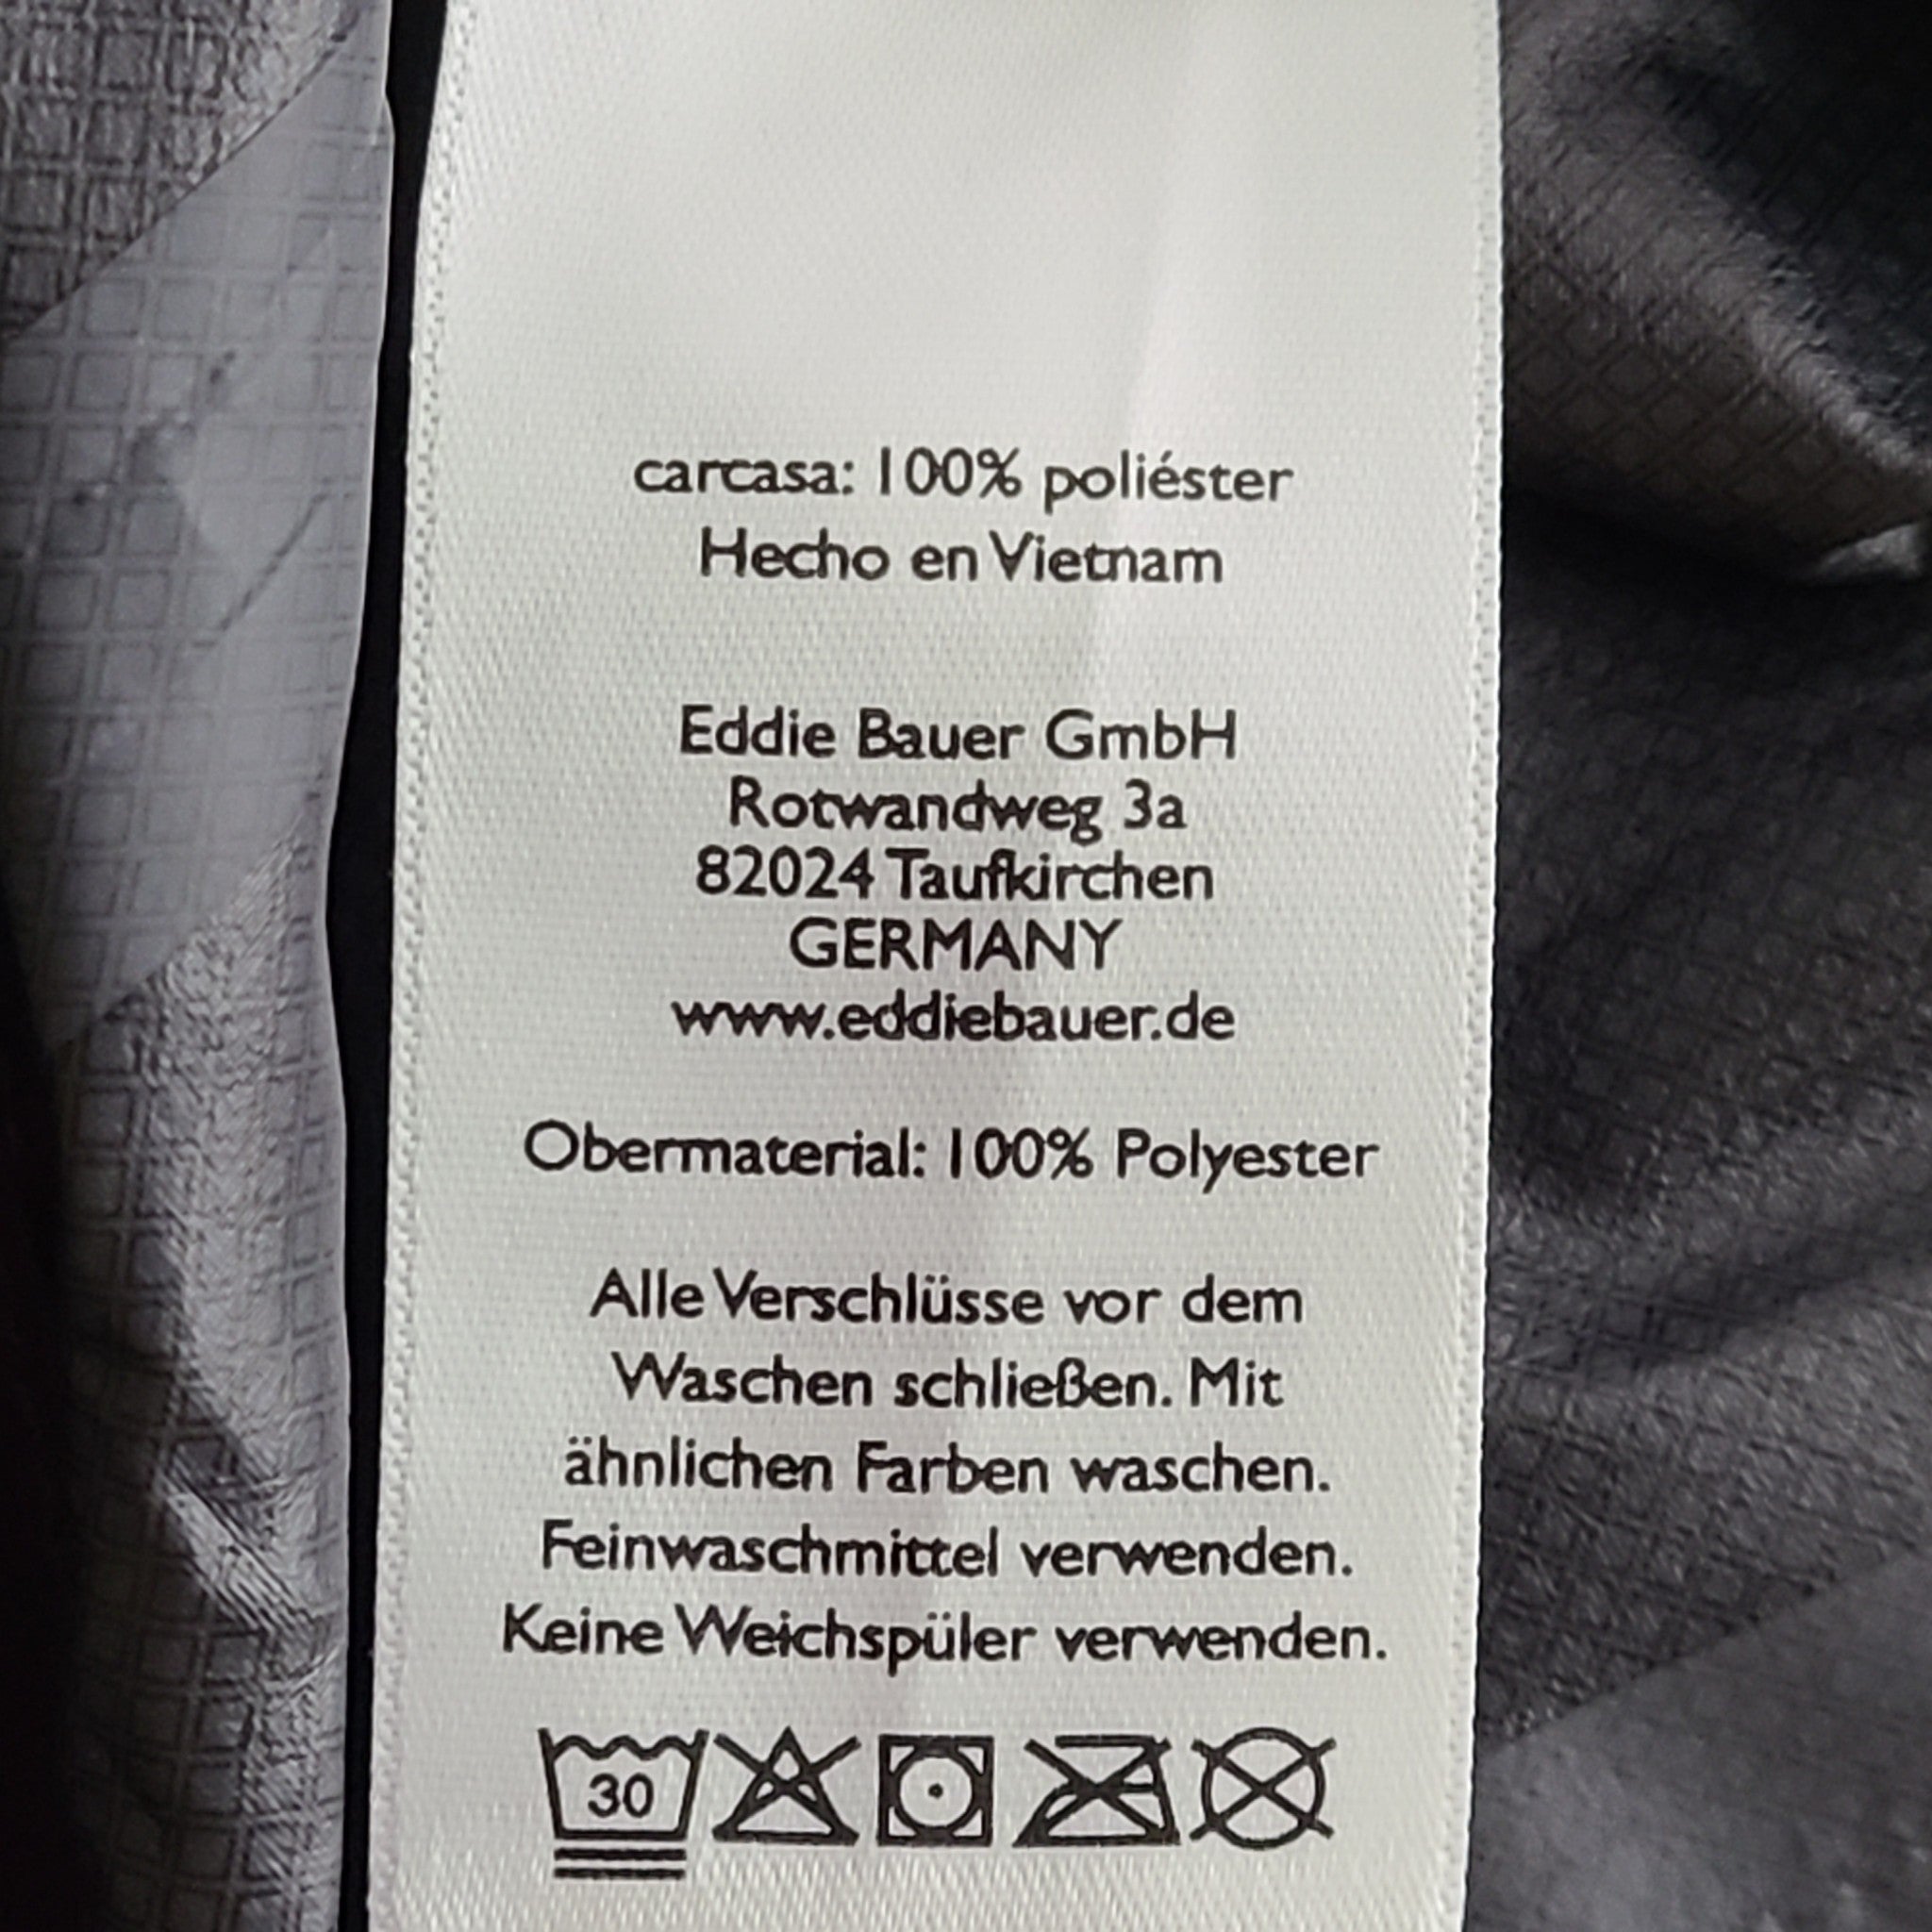 carcasa: 100% poliéster
Hecho en Vietnam
Eddie Bauer GmbH
Rotwandweg 3a
82024 Taufkirchen
GERMANY
www.eddiebauer.de
Obermaterial: 100% Polyester
Alle Verschlüsse vor dem
Waschen schließen. Mit
ähnlichen Farben waschen.
Feinwaschmittel verwenden.
Keine Weichspüler verwenden.
30